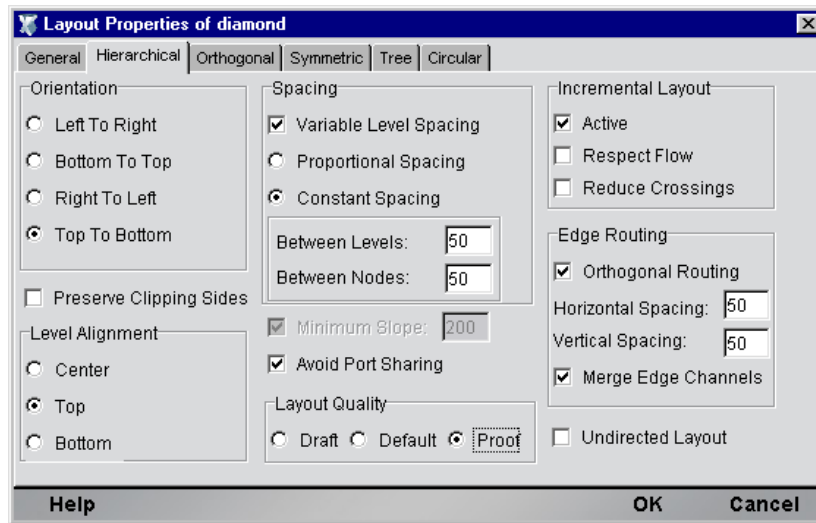 Layout Properties of diamond
General Hierarchical Orthogonal Symmetric Tree Circular
Orientation
Left To Right
Bottom To Top
Right To Left
Top To Bottom
Preserve Clipping Sides
Level Alignment
Center
Top
Bottom
Spacing
Variable Level Spacing
Proportional Spacing
Constant Spacing
Between Levels: 50
Between Nodes: 50
Minimum Slope: 200
Avoid Port Sharing
Layout Quality
Draft Default Proof
Incremental Layout
Active
Respect Flow
Reduce Crossings
Edge Routing
Orthogonal Routing
Horizontal Spacing: 50
Vertical Spacing: 50
Merge Edge Channels
Undirected Layout
Help OK Cancel